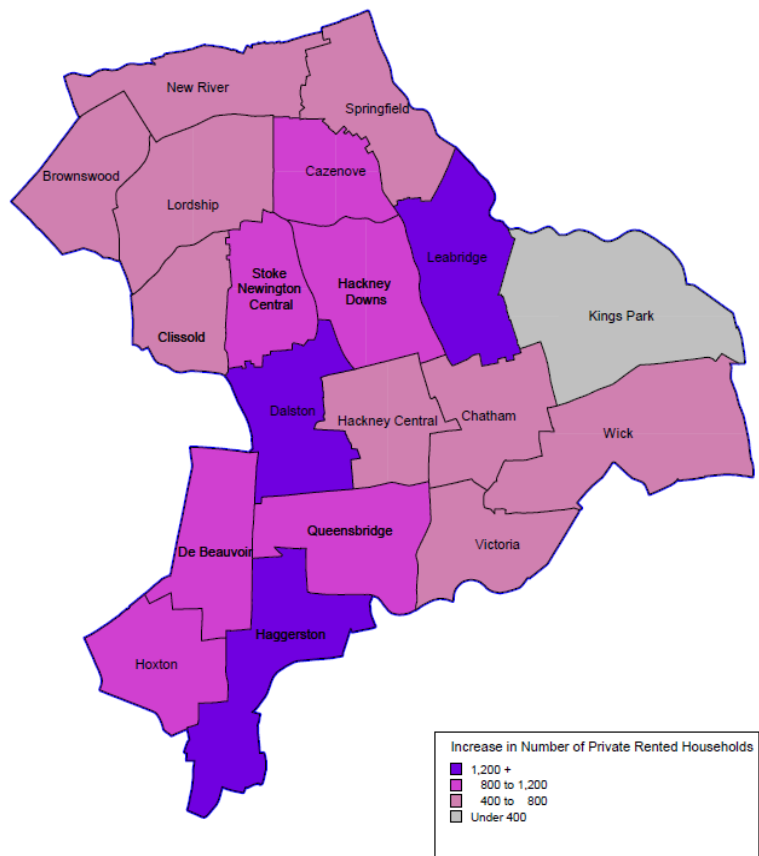 New River
Springfield
Brownswood
Cazenove
Lordship
Leabridge
Stoke
Newington
Central
Hackney
Downs
Kings Park
Clissold
Dalston
Hackney Central
Chatham
Wick
Queensbridge
De Beauvoir
Victoria
Haggerston
Hoxton
Increase in Number of Private Rented Households
1,200 +
800 to 1,200
400 to 800
Under 400